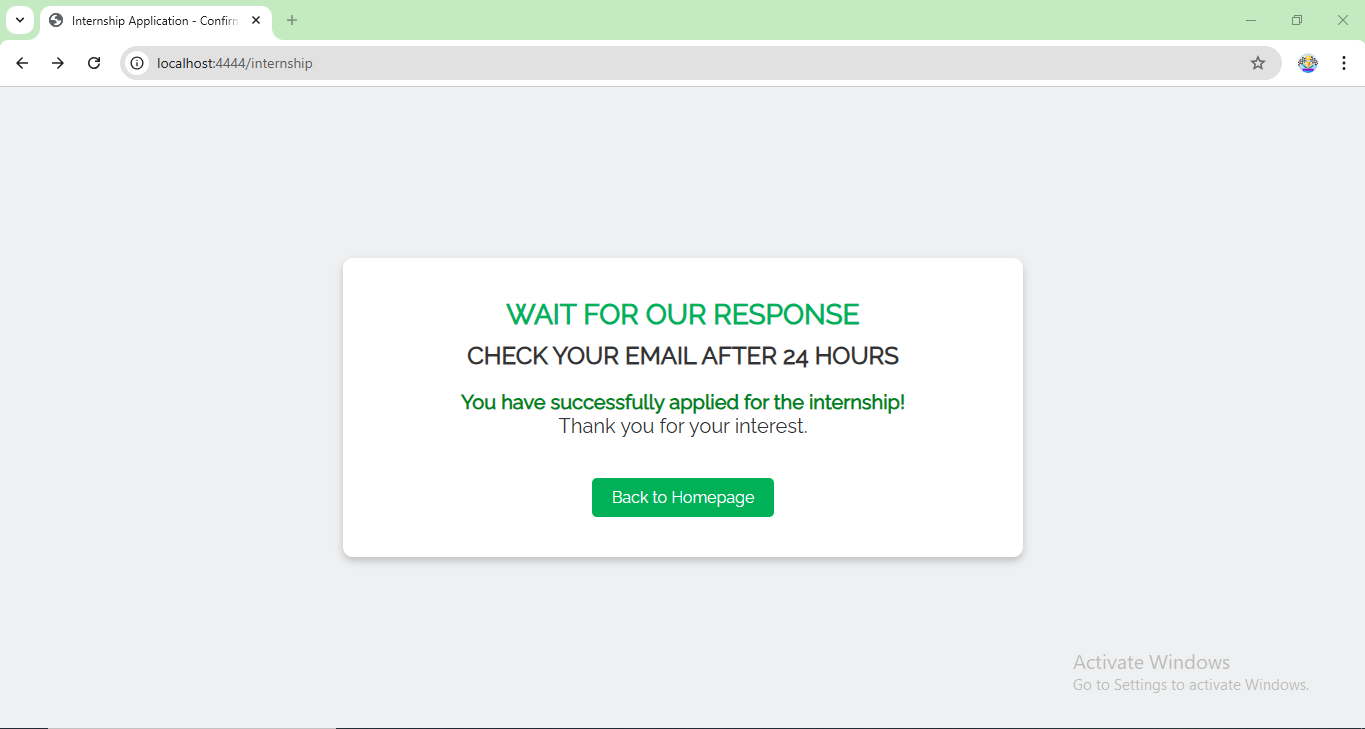 Internship Application - Confirm
localhost:4444/internship
WAIT FOR OUR RESPONSE
CHECK YOUR EMAIL AFTER 24 HOURS
You have successfully applied for the internship!
Thank you for your interest.
Back to Homepage
Activate Windows
Go to Settings to activate Windows.